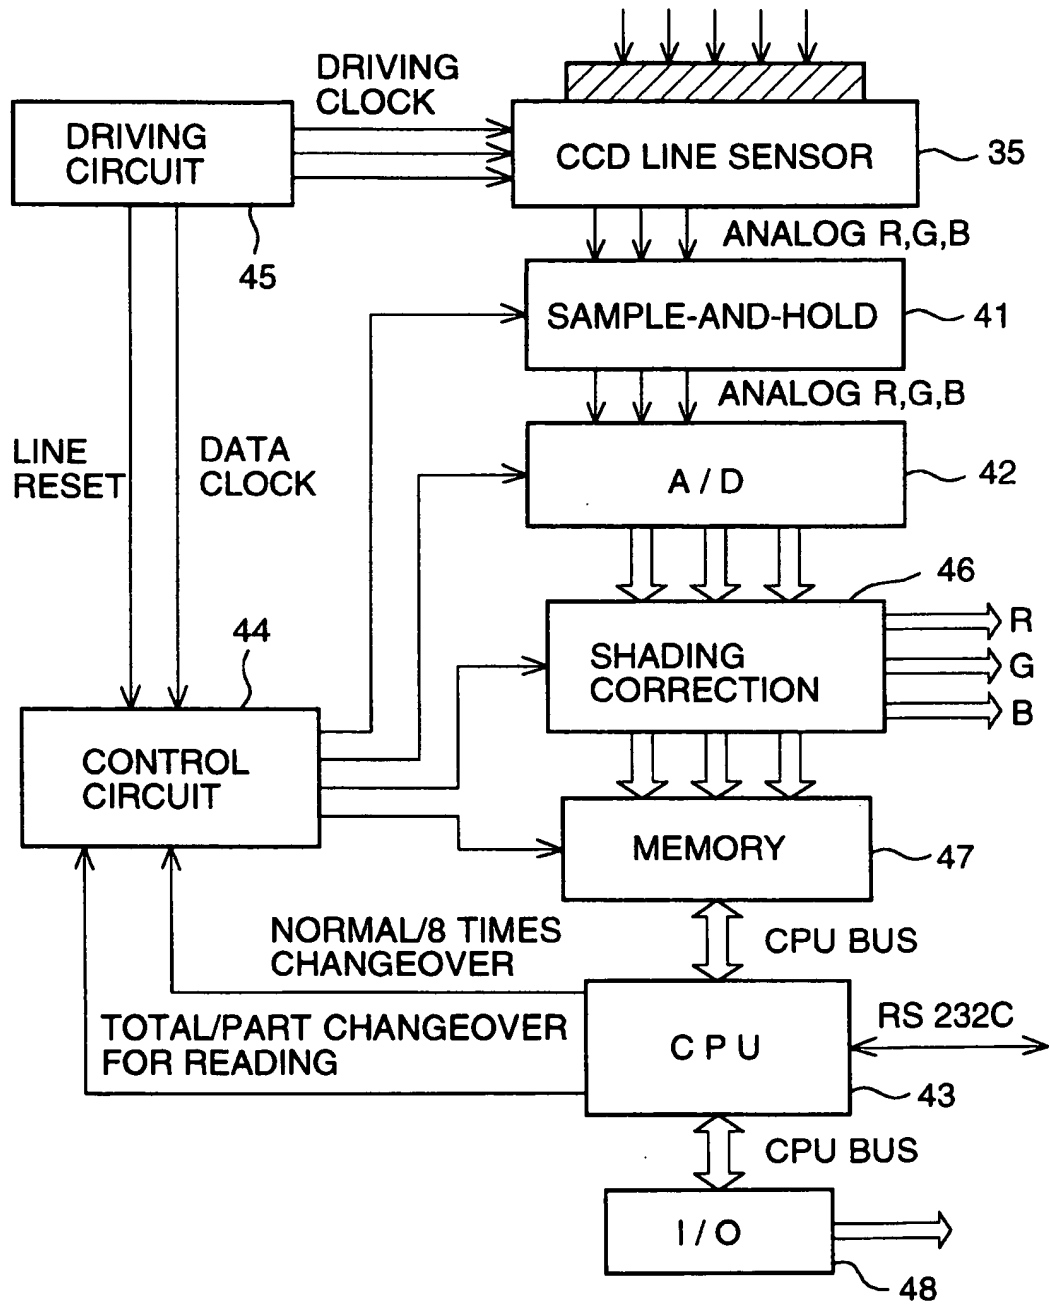 DRIVING
CLOCK
DRIVING
CIRCUIT
CCD LINE SENSOR
35
45
ANALOG R,G,B
SAMPLE-AND-HOLD
41
ANALOG R,G,B
LINE
RESET
DATA
CLOCK
A / D
42
46
44
SHADING
CORRECTION
R
G
B
CONTROL
CIRCUIT
MEMORY
47
NORMAL/8 TIMES
CHANGEOVER
CPU BUS
TOTAL/PART CHANGEOVER
FOR READING
C P U
RS 232C
43
CPU BUS
I / O
48